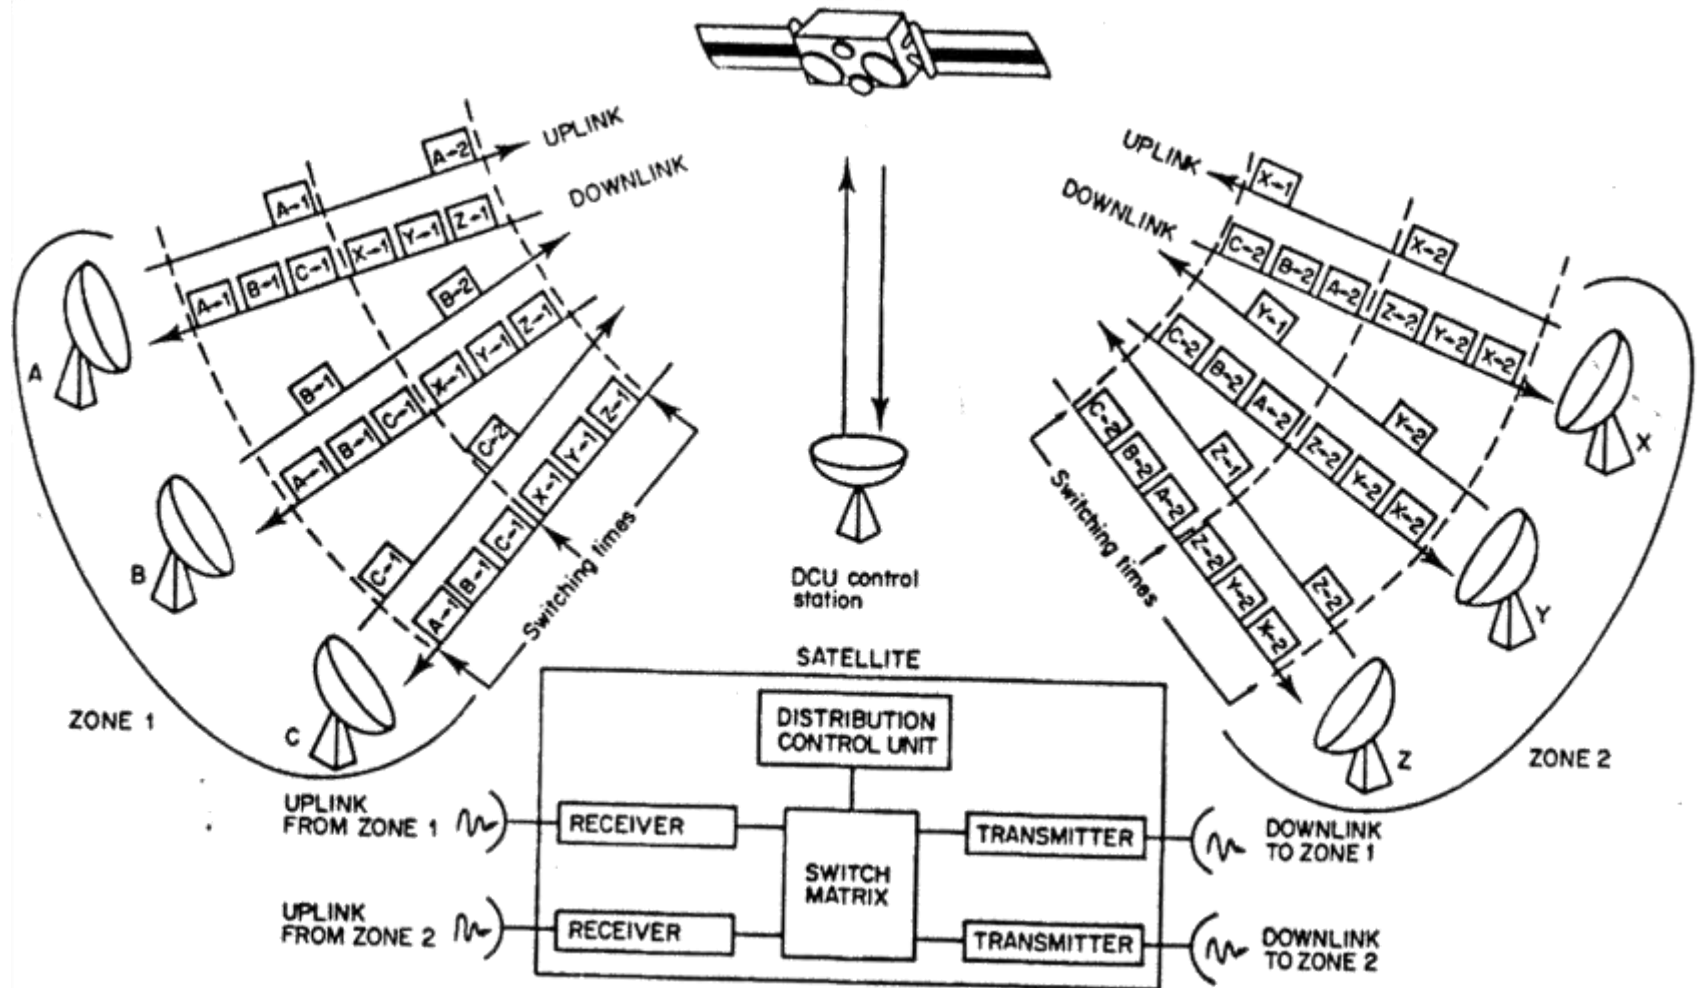 UPLINK
DOWNLINK
A→1
A→2
A→1
B→1
C→1
X→1
Y→1
Z→1
B→1
B→2
A→1
B→1
C→1
X→1
Y→1
Z→1
C→1
C→2
A→1
B→1
C→1
X→1
Y→1
Z→1
Switching times
A
B
C
ZONE 1
DCU control
station
UPLINK
DOWNLINK
X→1
X→2
C→2
B→2
A→2
Z→2
Y→2
X→2
Y→1
Y→2
C→2
B→2
A→2
Z→2
Y→2
X→2
Z→1
Z→2
C→2
B→2
A→2
Z→2
Y→2
X→2
Switching times
X
Y
Z
ZONE 2
SATELLITE
DISTRIBUTION
CONTROL UNIT
UPLINK
FROM ZONE 1
RECEIVER
SWITCH
MATRIX
TRANSMITTER
DOWNLINK
TO ZONE 1
UPLINK
FROM ZONE 2
RECEIVER
TRANSMITTER
DOWNLINK
TO ZONE 2